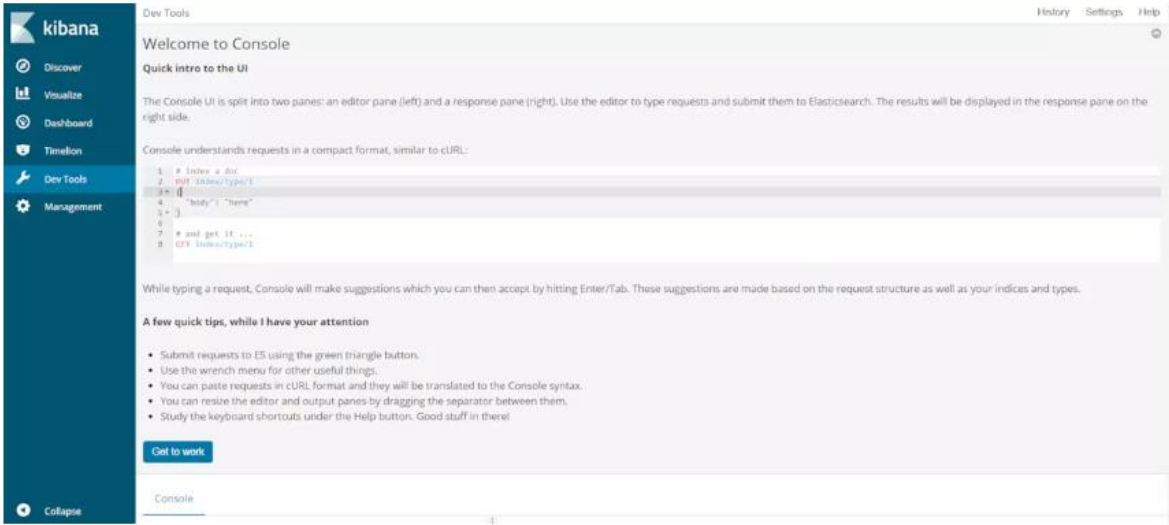 kibana
Discover
Visualize
Dashboard
Timelion
Dev Tools
Management
Collapse
Dev Tools
History Settings Help
Welcome to Console
Quick intro to the UI
The Console UI is split into two panes: an editor pane (left) and a response pane (right). Use the editor to type requests and submit them to Elasticsearch. The results will be displayed in the response pane on the
right side.
Console understands requests in a compact format, similar to cURL:
1 # index a doc
2 PUT index/type/1
3 {
4 "body": "here"
5 }
6
7 # and get it ...
8 GET index/type/1
While typing a request, Console will make suggestions which you can then accept by hitting Enter/Tab. These suggestions are made based on the request structure as well as your indices and types.
A few quick tips, while I have your attention
• Submit requests to ES using the green triangle button.
• Use the wrench menu for other useful things.
• You can paste requests in cURL format and they will be translated to the Console syntax.
• You can resize the editor and output panes by dragging the separator between them.
• Study the keyboard shortcuts under the Help button. Good stuff in there!
Get to work
Console
1